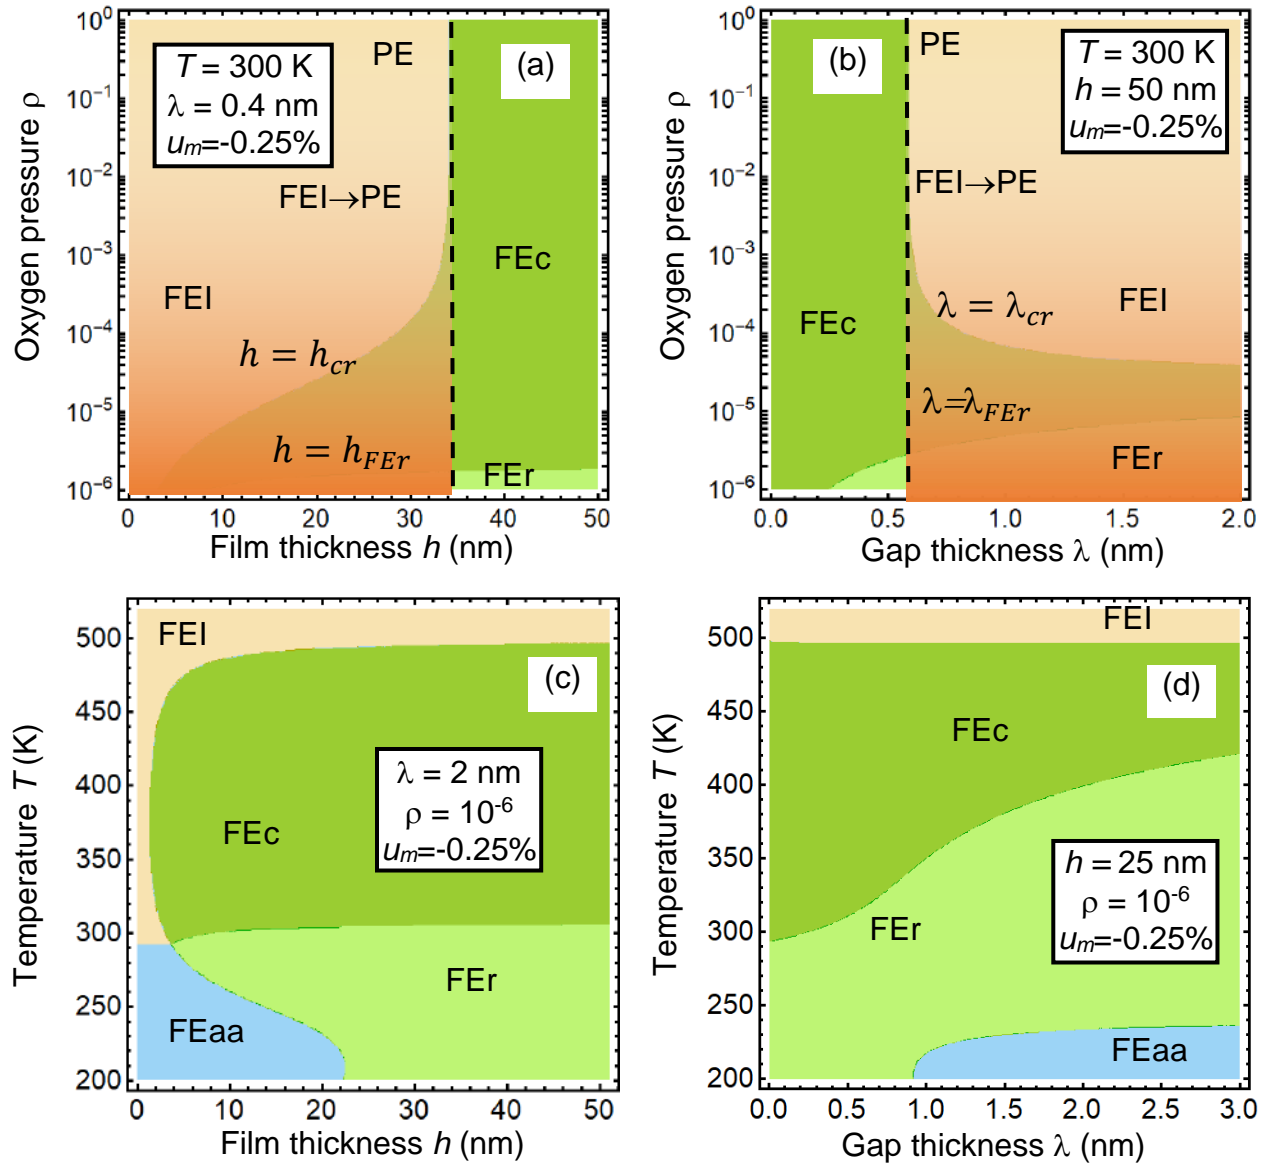 Oxygen pressure ρ
10⁰
10⁻¹
10⁻²
10⁻³
10⁻⁴
10⁻⁵
10⁻⁶
T = 300 K
λ = 0.4 nm
u_m=-0.25%
PE
(a)
FEI→PE
FEc
FEI
h = h_cr
h = h_FEr
FEr
0 10 20 30 40 50
Film thickness h (nm)
Oxygen pressure ρ
10⁰
10⁻¹
10⁻²
10⁻³
10⁻⁴
10⁻⁵
10⁻⁶
(b)
PE
T = 300 K
h = 50 nm
u_m=-0.25%
FEI→PE
FEc
λ = λ_cr
FEI
λ=λ_FEr
FEr
0.0 0.5 1.0 1.5 2.0
Gap thickness λ (nm)
Temperature T (K)
500
450
400
350
300
250
200
FEI
(c)
λ = 2 nm
ρ = 10⁻⁶
u_m=-0.25%
FEc
FEr
FEaa
0 10 20 30 40 50
Film thickness h (nm)
Temperature T (K)
500
450
400
350
300
250
200
FEI
(d)
FEc
h = 25 nm
ρ = 10⁻⁶
u_m=-0.25%
FEr
FEaa
0.0 0.5 1.0 1.5 2.0 2.5 3.0
Gap thickness λ (nm)